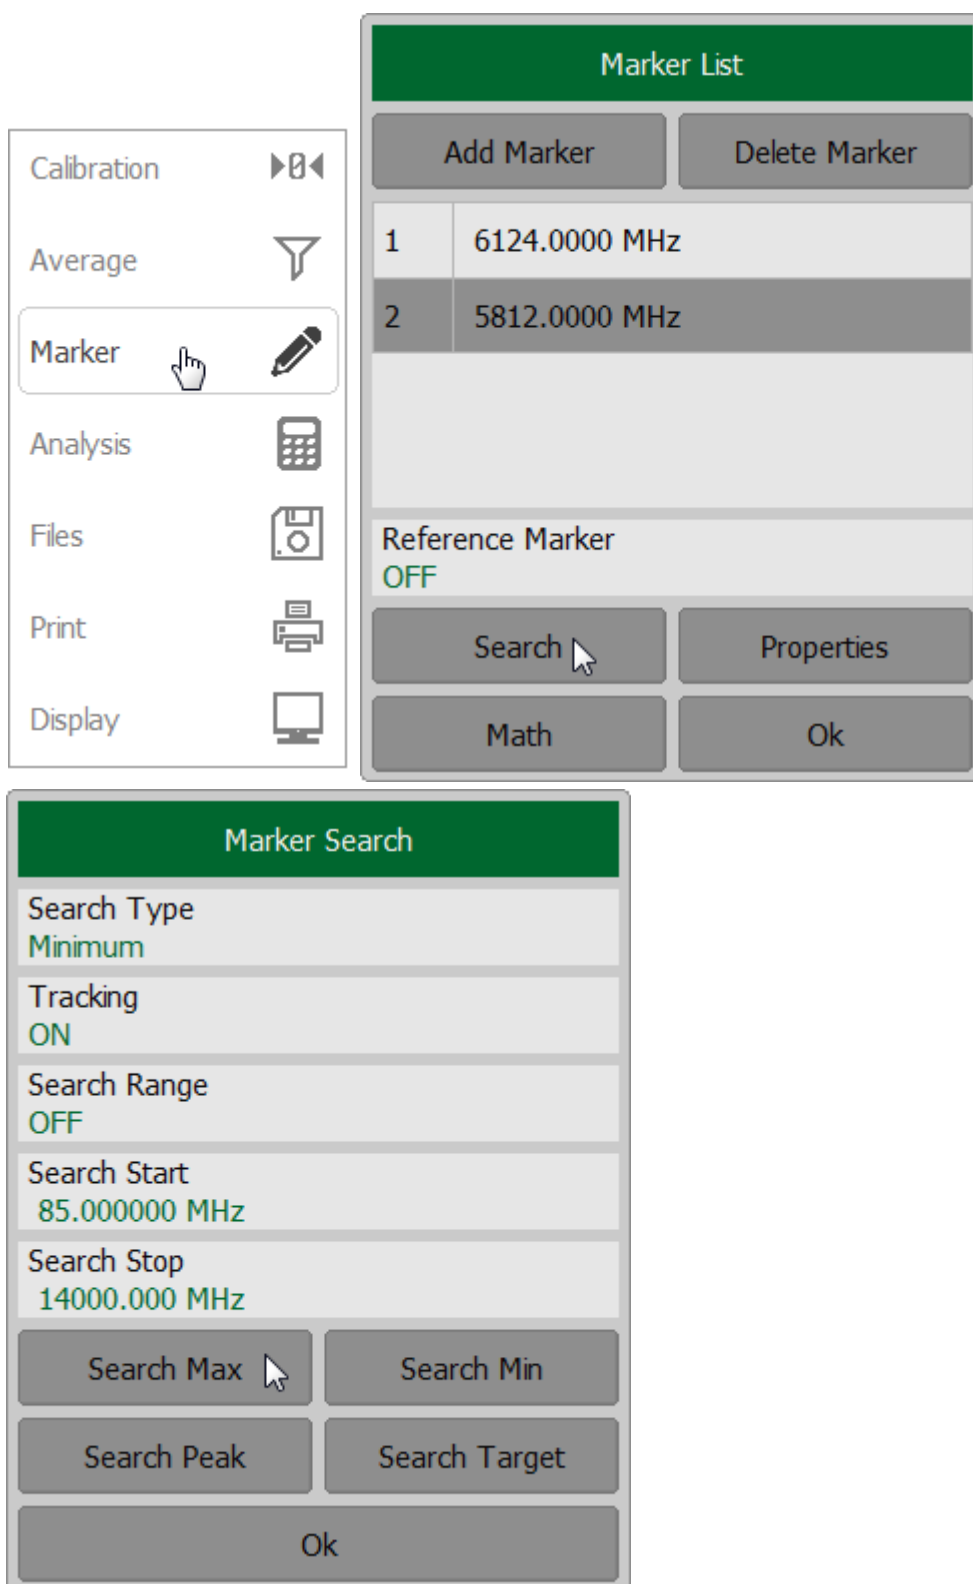 Calibration
Average
Marker
Analysis
Files
Print
Display
Marker List
Add Marker Delete Marker
1 6124.0000 MHz
2 5812.0000 MHz
Reference Marker
OFF
Search Properties
Math Ok
Marker Search
Search Type
Minimum
Tracking
ON
Search Range
OFF
Search Start
85.000000 MHz
Search Stop
14000.000 MHz
Search Max Search Min
Search Peak Search Target
Ok